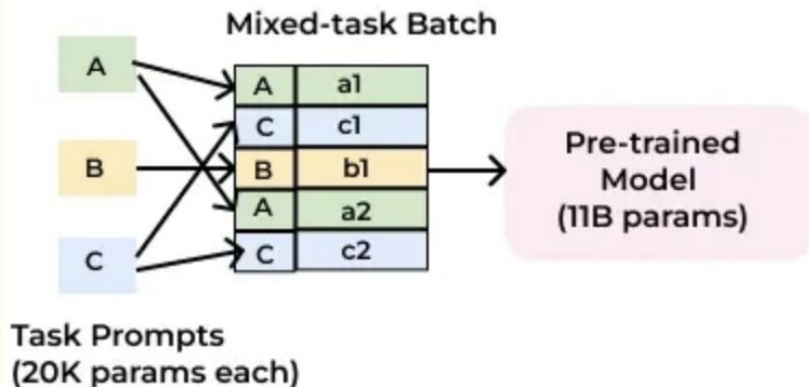 Mixed-task Batch
A
B
C
A a1
C c1
B b1
A a2
C c2
Pre-trained
Model
(11B params)
Task Prompts
(20K params each)